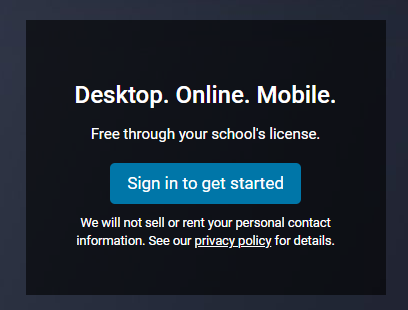 Desktop. Online. Mobile.
Free through your school's license.
Sign in to get started
We will not sell or rent your personal contact
information. See our privacy policy for details.